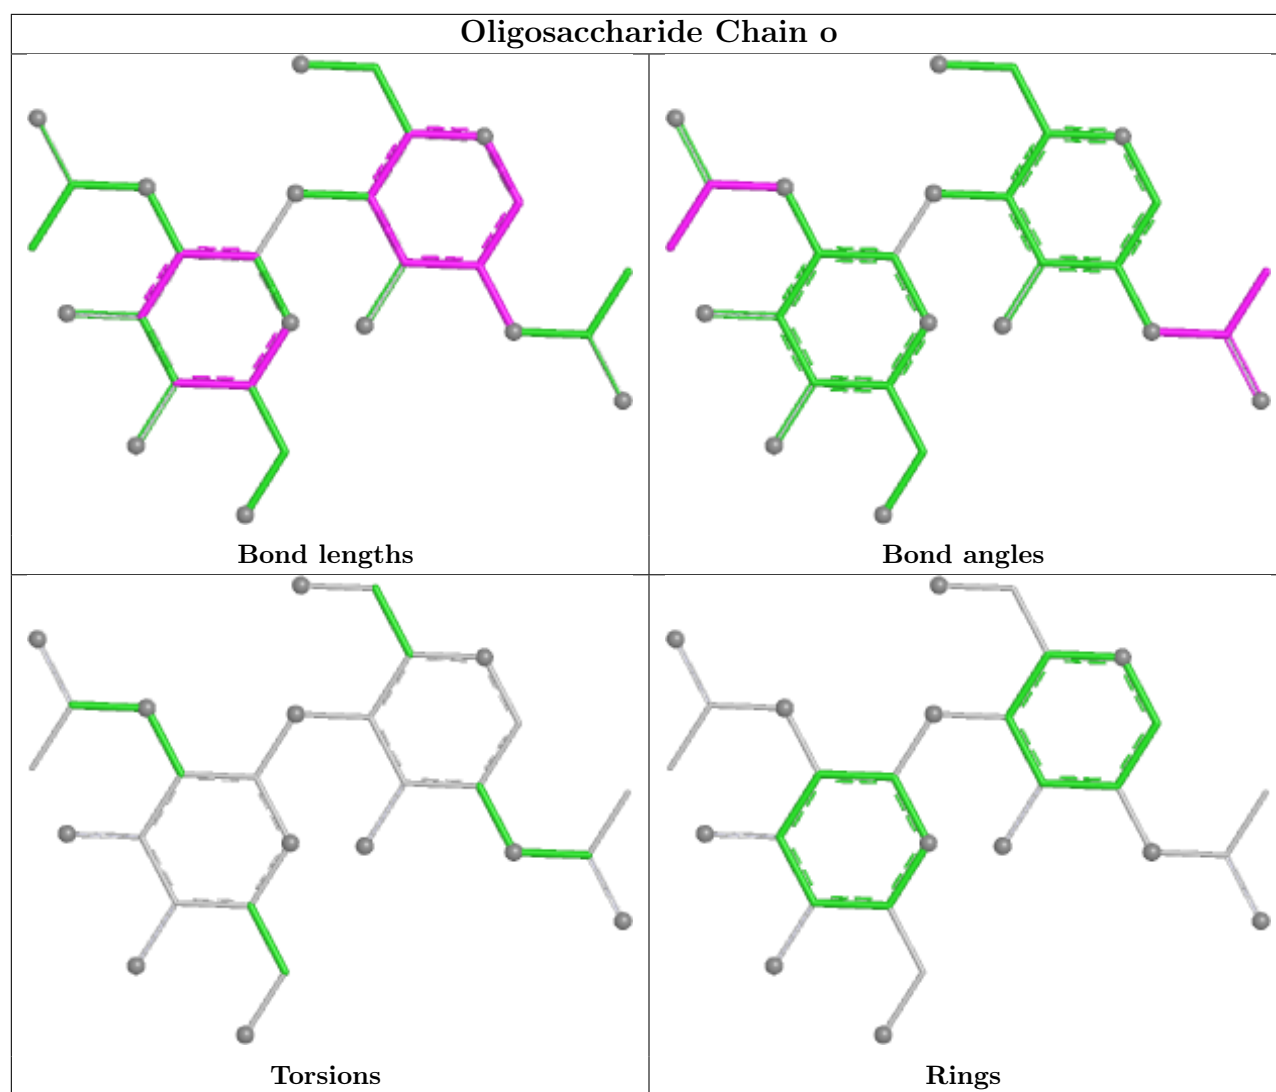 Oligosaccharide Chain o
Bond lengths
Bond angles
Torsions
Rings